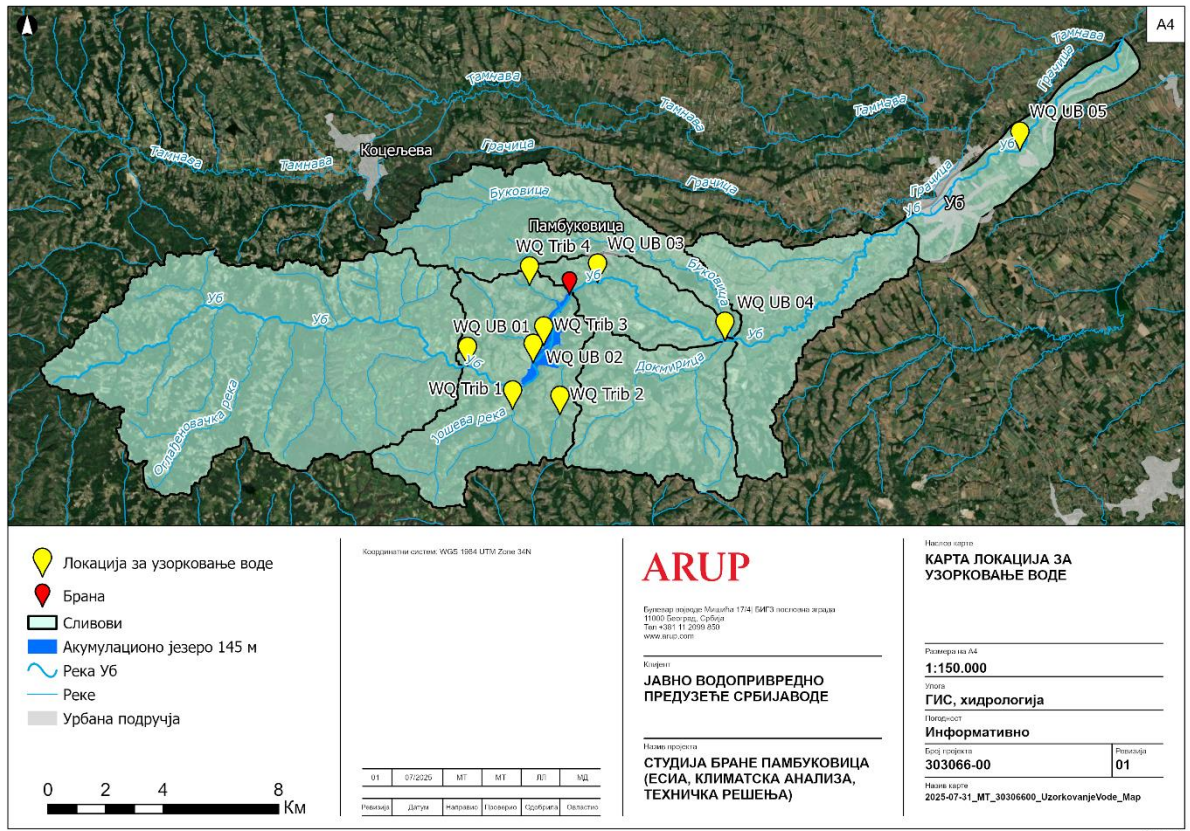 A4
Тамнава
Грачица
Тамнава
WQ UB 05
Тамнава
Тамнава
Уб
Коцељева
Тамнава
Тамнава
Грачица
Грачица
Грачица
Буковица
Уб
Уб
Памбуковица
WQ Trib 4
WQ UB 03
Буковица
Уб
Уб
Уб
WQ UB 04
WQ UB 01
WQ Trib 3
Уб
Уб
WQ UB 02
Докмирица
WQ Trib 1
WQ Trib 2
Оглађеновачка река
Јошева река
Локација за узорковање воде
Брана
Сливови
Акумулационо језеро 145 м
Река Уб
Реке
Урбана подручја
0 2 4 8
Км
Координатни систем: WGS 1984 UTM Zone 34N
01 07/2025 МТ МТ ЛЛ МД
Ревизија Датум Направио Проверио Одобрила Овластио
ARUP
Булевар војводе Мишића 17/4| БИГЗ пословна зграда
11000 Београд, Србија
Тел +381 11 2099 850
www.arup.com
Клијент
ЈАВНО ВОДОПРИВРЕДНО
ПРЕДУЗЕЋЕ СРБИЈАВОДЕ
Назив пројекта
СТУДИЈА БРАНЕ ПАМБУКОВИЦА
(ЕСИА, КЛИМАТСКА АНАЛИЗА,
ТЕХНИЧКА РЕШЕЊА)
Наслов карте
КАРТА ЛОКАЦИЈА ЗА
УЗОРКОВАЊЕ ВОДЕ
Размера на А4
1:150.000
Улога
ГИС, хидрологија
Погодност
Информативно
Број пројекта
303066-00
Ревизија
01
Назив карте
2025-07-31_MT_30306600_UzorkovanjeVode_Map